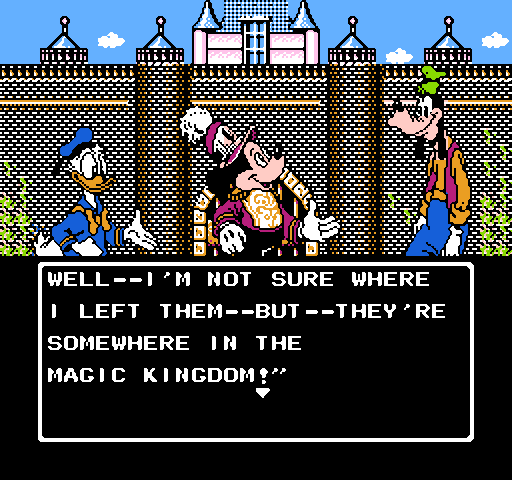 WELL--I'M NOT SURE WHERE
I LEFT THEM--BUT--THEY'RE
SOMEWHERE IN THE
MAGIC KINGDOM!"